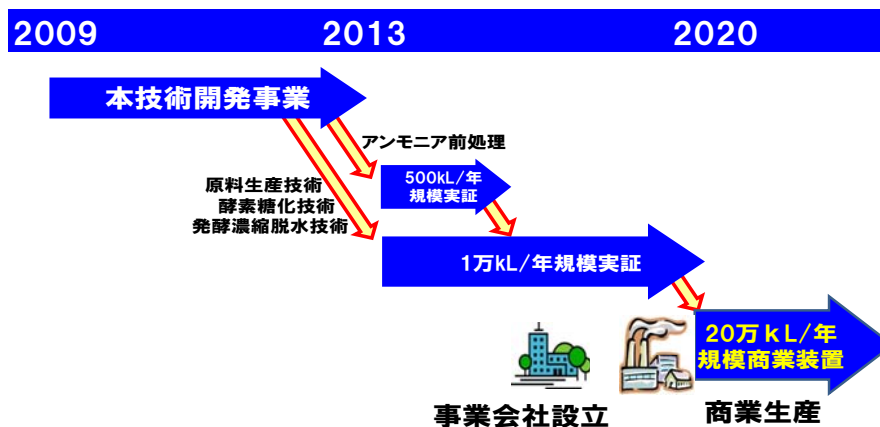 2009 2013 2020
本技術開発事業
アンモニア前処理
500kL/年
規模実証
原料生産技術
酵素糖化技術
発酵濃縮脱水技術
1万kL/年規模実証
20万kL/年
規模商業装置
事業会社設立
商業生産